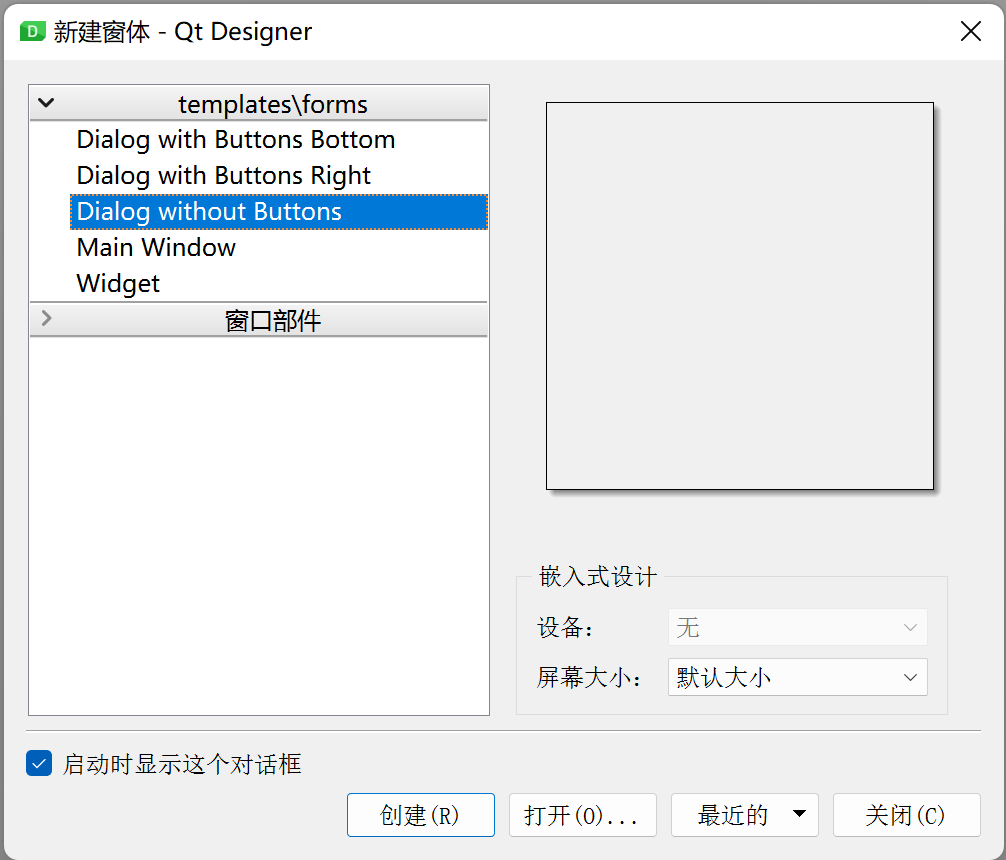 新建窗体 - Qt Designer
templates\forms
Dialog with Buttons Bottom
Dialog with Buttons Right
Dialog without Buttons
Main Window
Widget
窗口部件
嵌入式设计
设备： 无
屏幕大小： 默认大小
启动时显示这个对话框
创建(R) 打开(O)... 最近的 关闭(C)